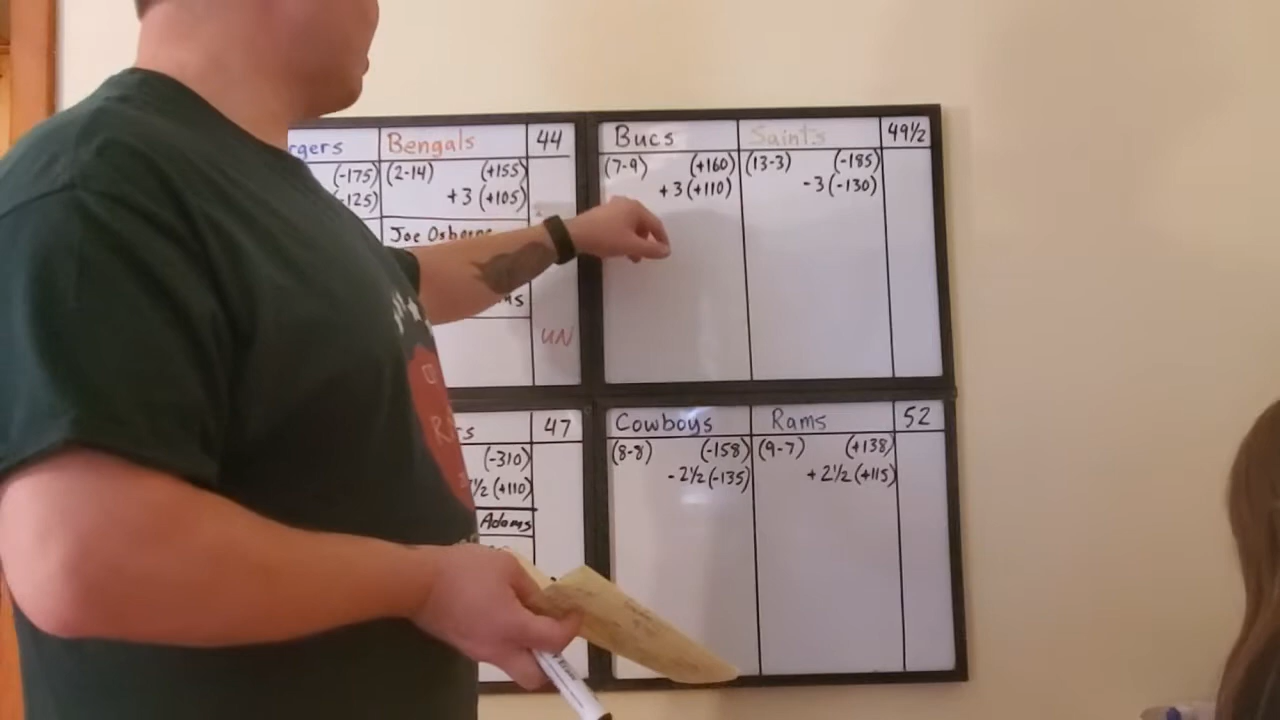 Bengals 44
(-175) (2-14) (+155)
+3 (+105)
Joe Osborne
UN
Bucs Saints 49½
(7-9) (+160) (13-3) (-185)
+3 (+110) -3 (-130)
47
(-310)
½ (+110)
Adams
Cowboys Rams 52
(8-8) (-158) (9-7) (+138)
-2½ (-135) +2½ (+115)